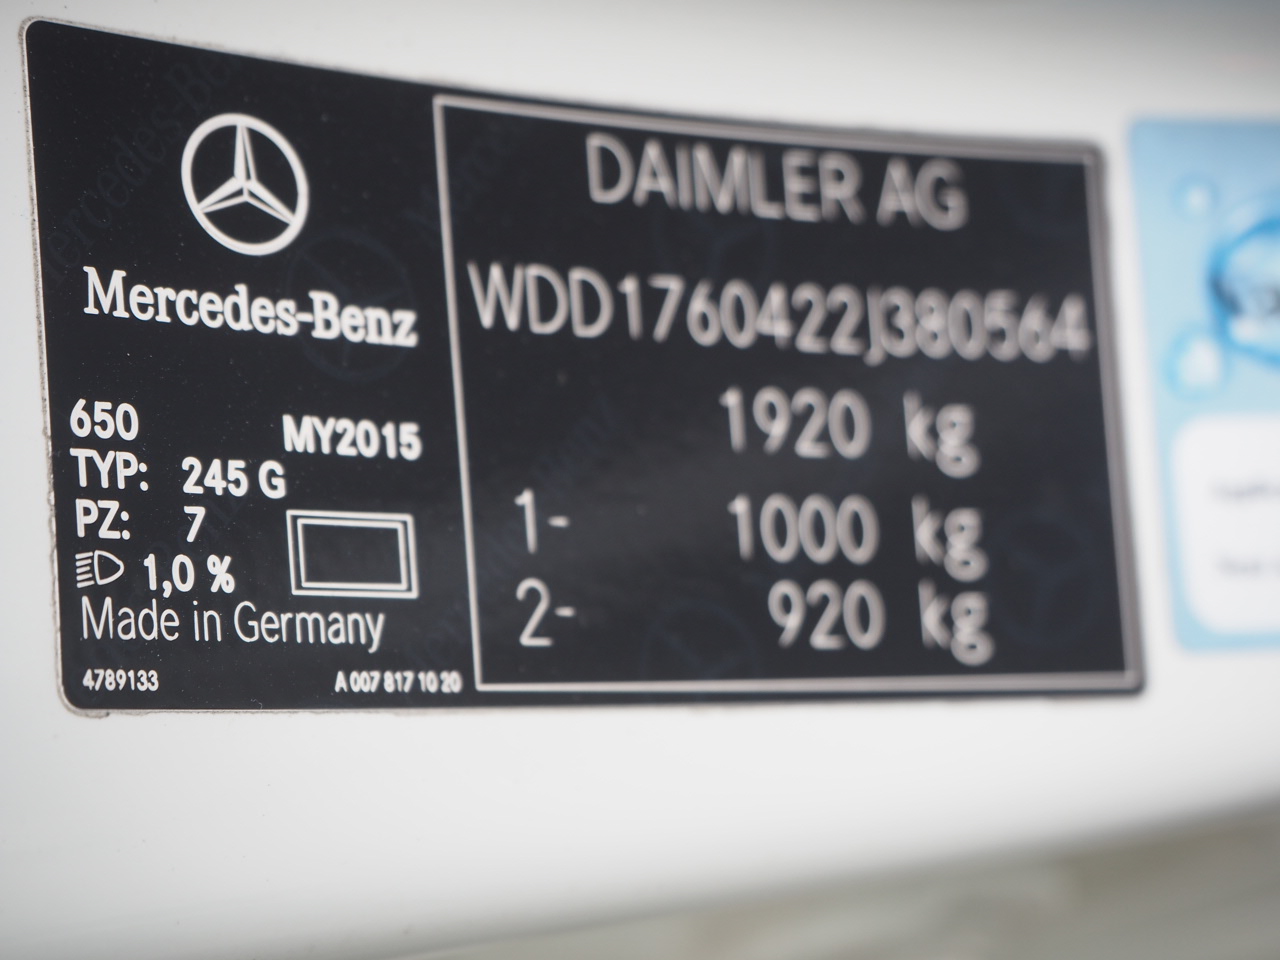 Mercedes-Benz
650
MY2015
TYP: 245 G
PZ: 7
1,0 %
Made in Germany
4789133
A 007 817 10 20
DAIMLER AG
WDD1760422J380564
1920 kg
1- 1000 kg
2- 920 kg